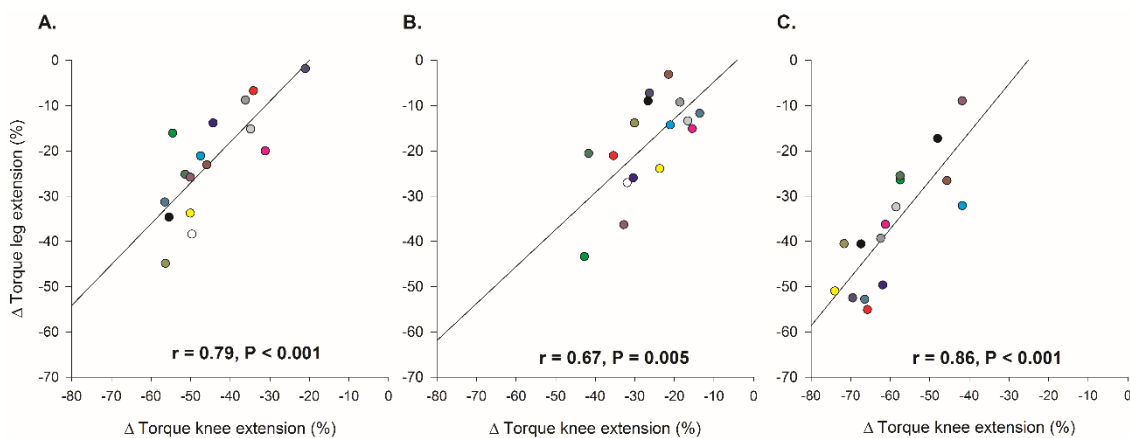 A.
B.
C.
Δ Torque leg extension (%)
0
-10
-20
-30
-40
-50
-60
-70
r = 0.79, P < 0.001
-80 -70 -60 -50 -40 -30 -20 -10 0
Δ Torque knee extension (%)
0
-10
-20
-30
-40
-50
-60
-70
r = 0.67, P = 0.005
-80 -70 -60 -50 -40 -30 -20 -10 0
Δ Torque knee extension (%)
0
-10
-20
-30
-40
-50
-60
-70
r = 0.86, P < 0.001
-80 -70 -60 -50 -40 -30 -20 -10 0
Δ Torque knee extension (%)